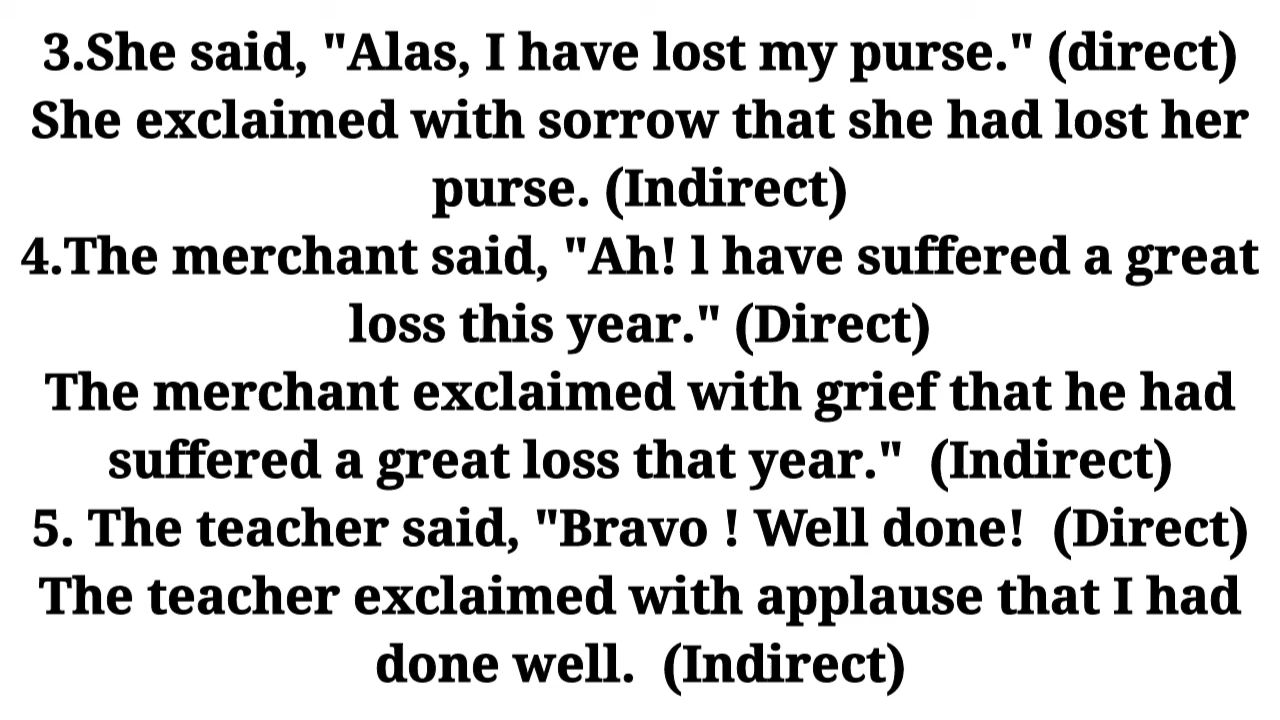 3.She said, "Alas, I have lost my purse." (direct)
She exclaimed with sorrow that she had lost her
purse. (Indirect)
4.The merchant said, "Ah! l have suffered a great
loss this year." (Direct)
The merchant exclaimed with grief that he had
suffered a great loss that year."  (Indirect)
5. The teacher said, "Bravo ! Well done!  (Direct)
The teacher exclaimed with applause that I had
done well.  (Indirect)